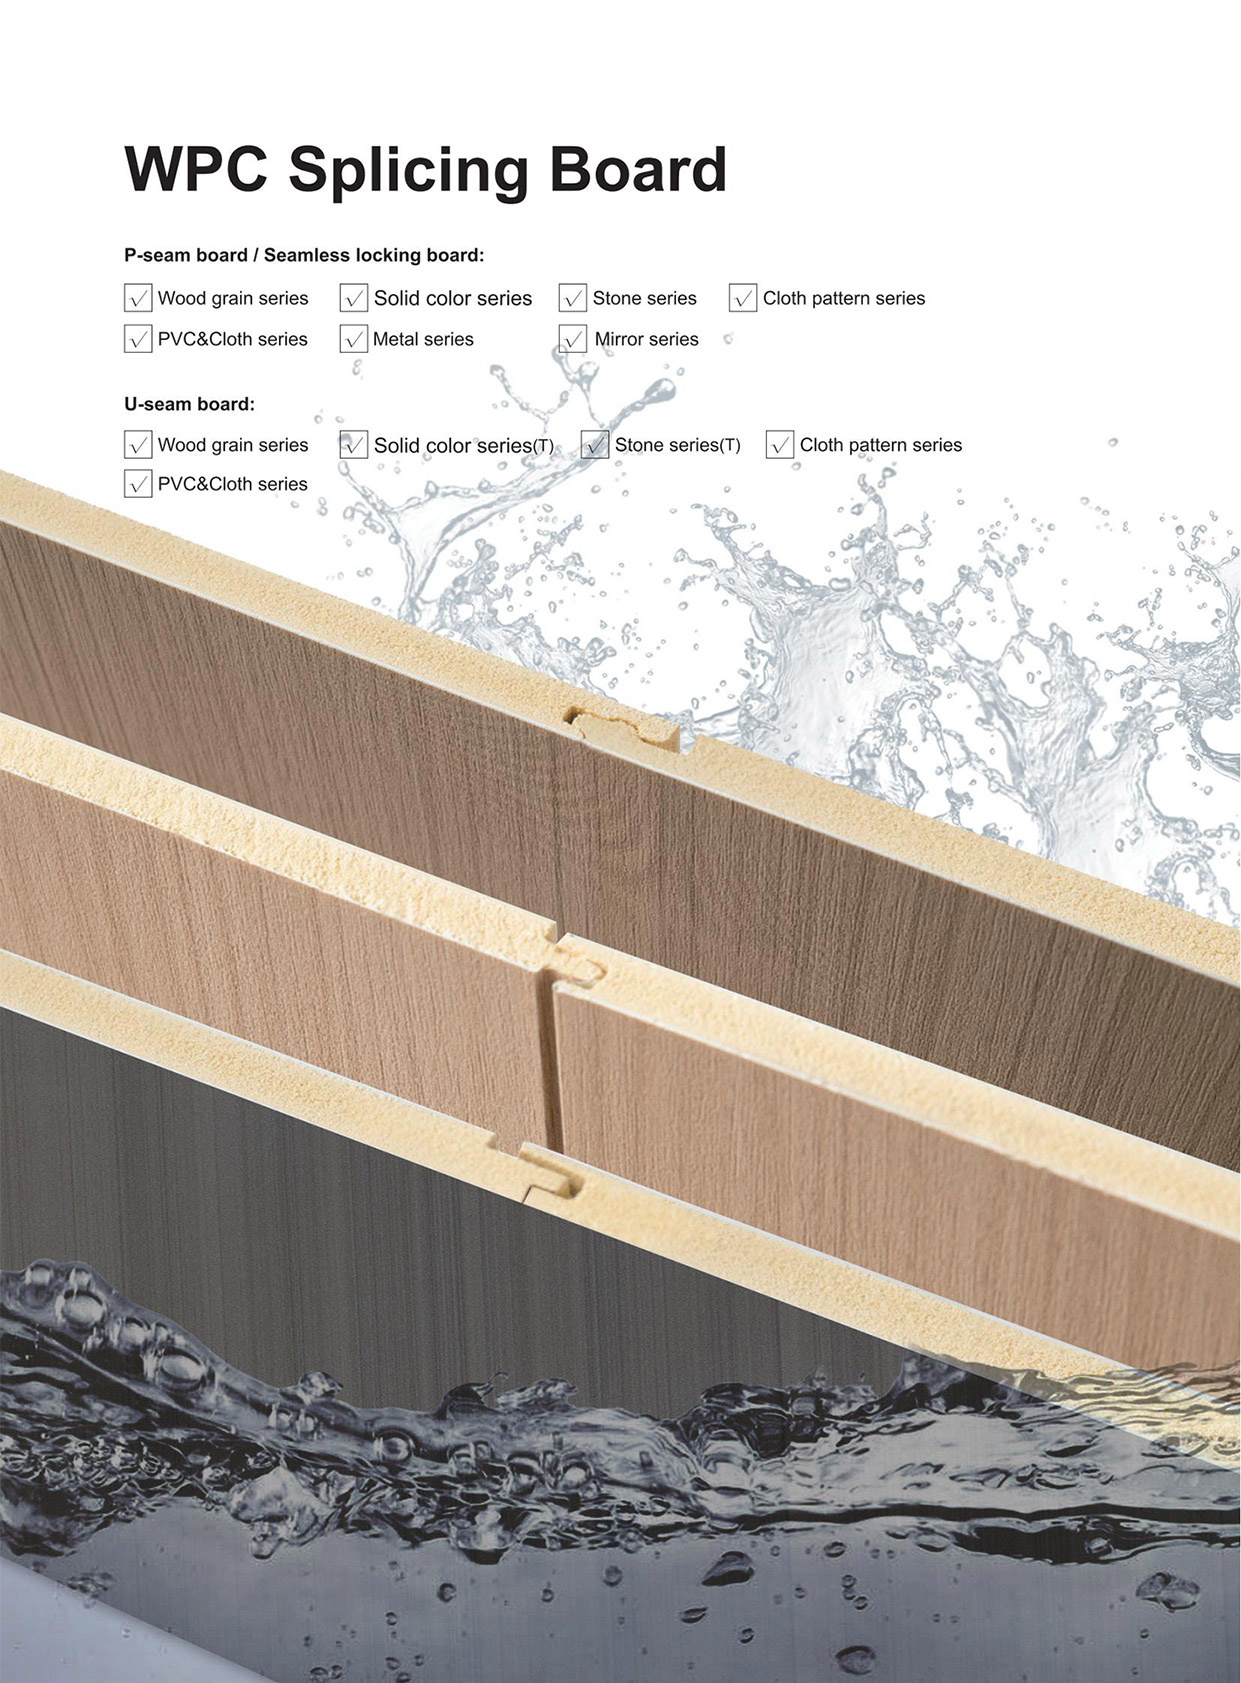 WPC Splicing Board
P-seam board / Seamless locking board:
Wood grain series Solid color series Stone series Cloth pattern series
PVC&Cloth series Metal series Mirror series
U-seam board:
Wood grain series Solid color series(T) Stone series(T) Cloth pattern series
PVC&Cloth series